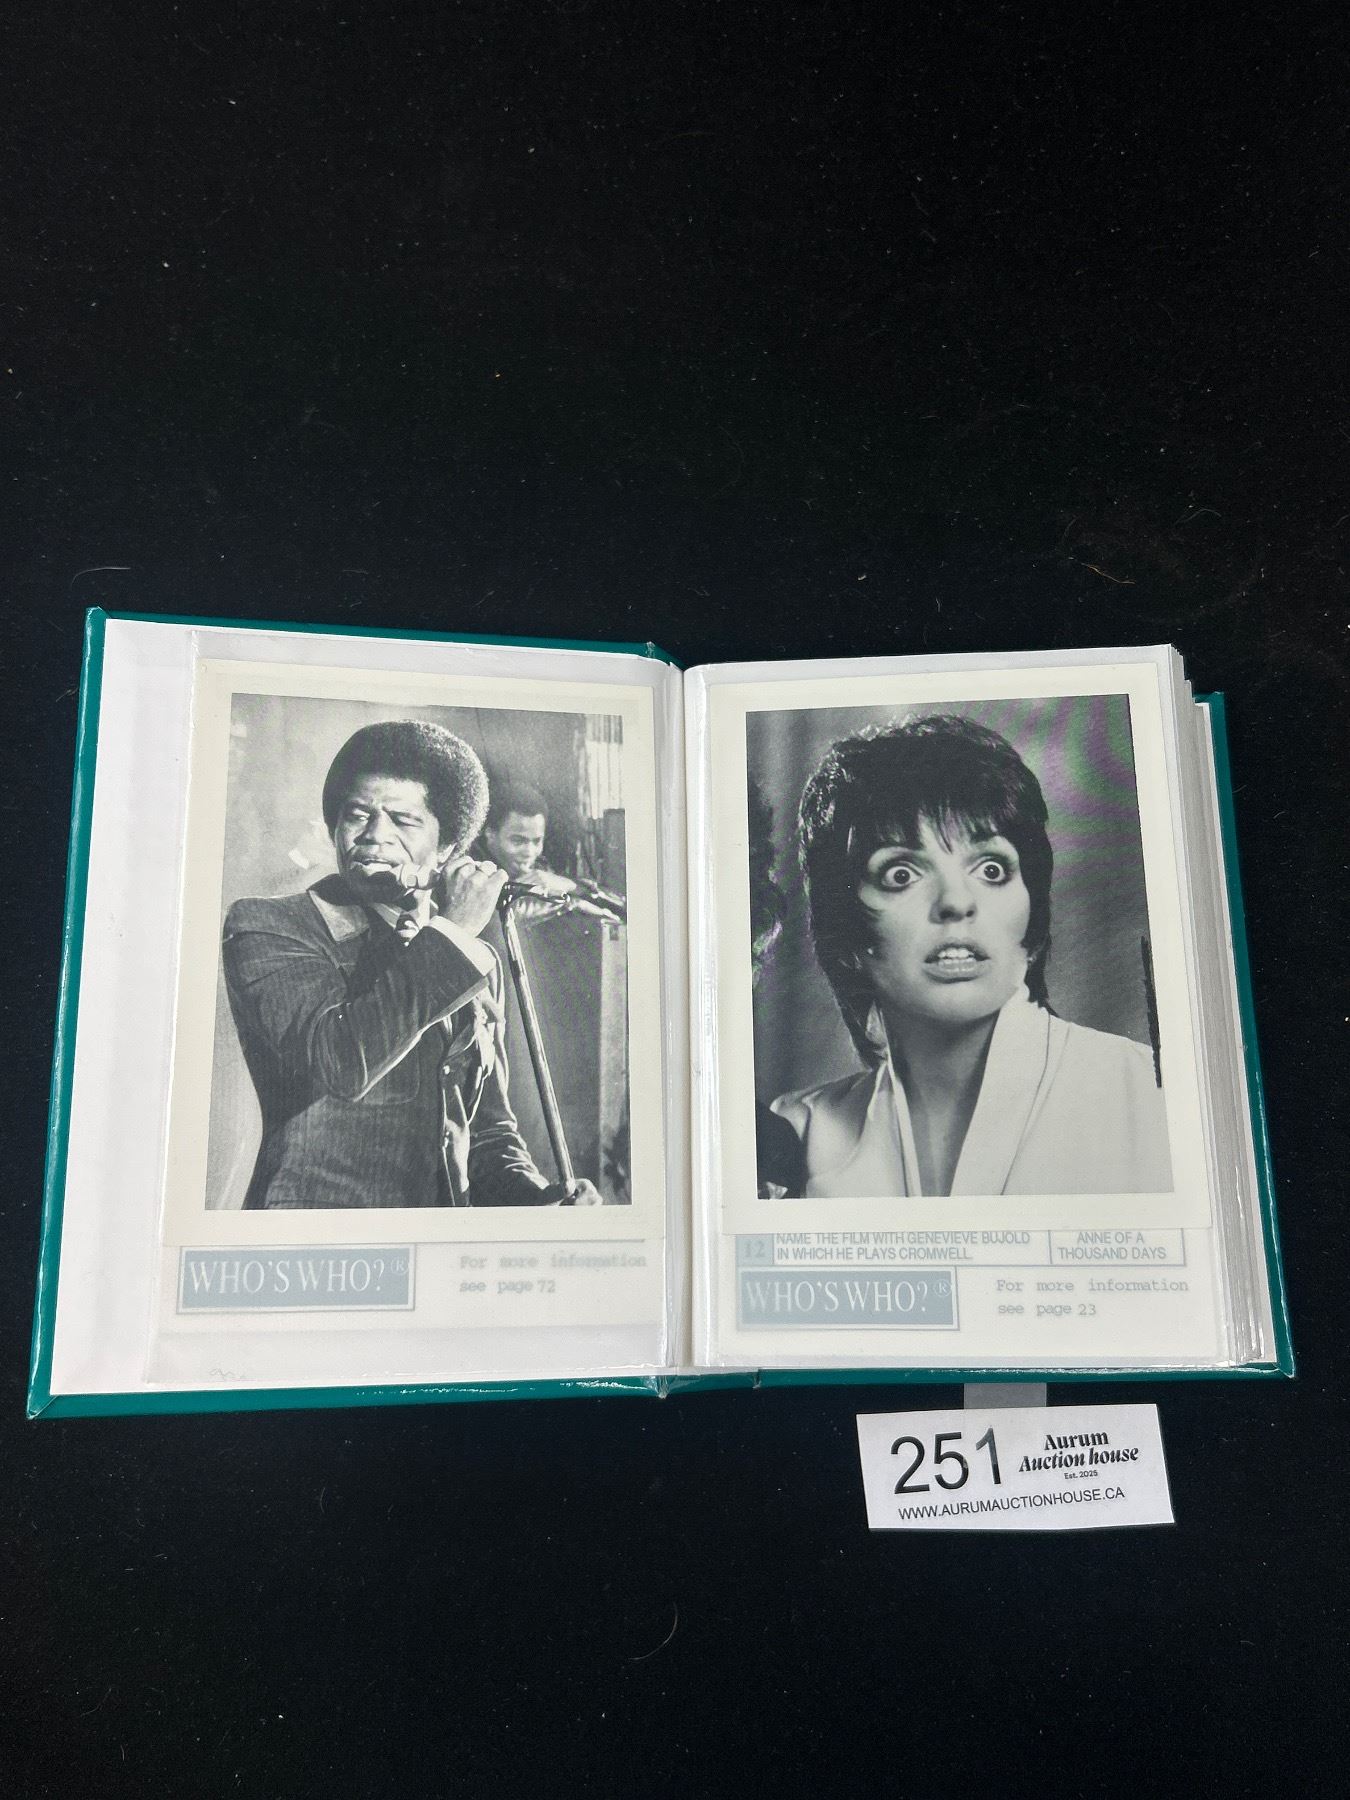 WHO'S WHO? ®
For more information
see page 72
12
NAME THE FILM WITH GENEVIEVE BUJOLD
IN WHICH HE PLAYS CROMWELL.
ANNE OF A
THOUSAND DAYS
WHO'S WHO? ®
For more information
see page 23
251
Aurum
Auction house
Est. 2025
WWW.AURUMAUCTIONHOUSE.CA